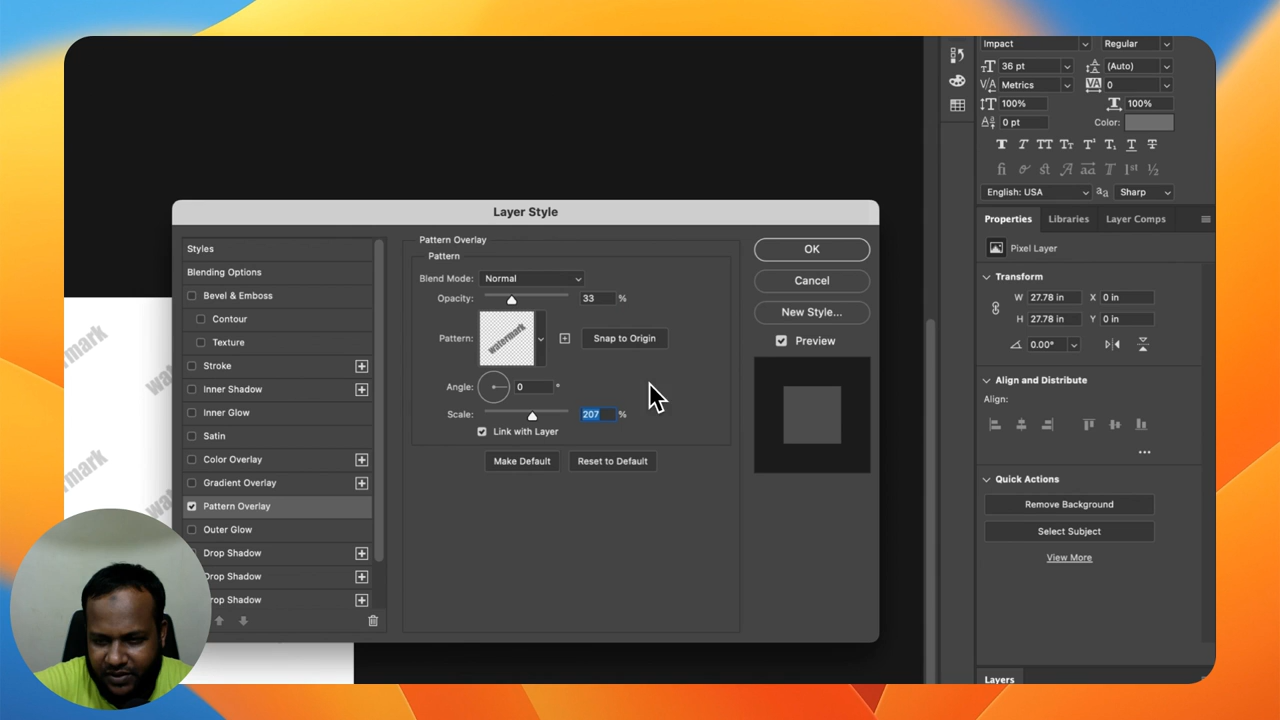 Impact
Regular
36 pt
(Auto)
Metrics
0
100%
100%
0 pt
Color:
English: USA
Sharp
Properties
Libraries
Layer Comps
Pixel Layer
Transform
W 27.78 in
X 0 in
H 27.78 in
Y 0 in
0.00°
Align and Distribute
Align:
Quick Actions
Remove Background
Select Subject
View More
Layers
Layer Style
Styles
Blending Options
Bevel & Emboss
Contour
Texture
Stroke
Inner Shadow
Inner Glow
Satin
Color Overlay
Gradient Overlay
Pattern Overlay
Outer Glow
Drop Shadow
Drop Shadow
rop Shadow
Pattern Overlay
Pattern
Blend Mode: Normal
Opacity: 33 %
Pattern: watermark Snap to Origin
Angle: 0 °
Scale: 207 %
Link with Layer
Make Default
Reset to Default
OK
Cancel
New Style...
Preview